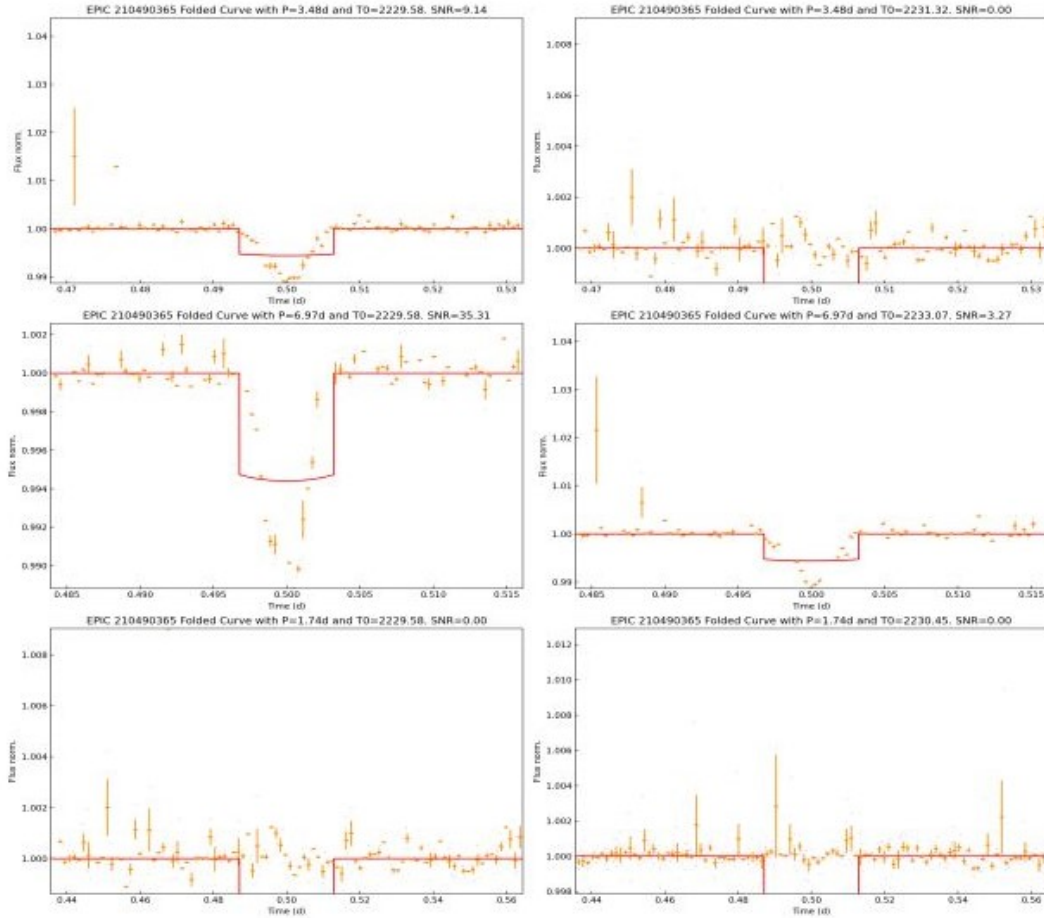 EPIC 210490365 Folded Curve with P=3.48d and T0=2229.58. SNR=9.14
1.04
1.03
1.02
1.01
1.00
0.99
Flux norm.
0.47 0.48 0.49 0.50 0.51 0.52 0.53
Time (d)
EPIC 210490365 Folded Curve with P=3.48d and T0=2231.32. SNR=0.00
1.008
1.006
1.004
1.002
1.000
Flux norm.
0.47 0.48 0.49 0.50 0.51 0.52 0.53
Time (d)
EPIC 210490365 Folded Curve with P=6.97d and T0=2229.58. SNR=35.31
1.002
1.000
0.998
0.996
0.994
0.992
0.990
Flux norm.
0.485 0.490 0.495 0.500 0.505 0.510 0.515
Time (d)
EPIC 210490365 Folded Curve with P=6.97d and T0=2233.07. SNR=3.27
1.04
1.03
1.02
1.01
1.00
0.99
Flux norm.
0.485 0.490 0.495 0.500 0.505 0.510 0.515
Time (d)
EPIC 210490365 Folded Curve with P=1.74d and T0=2229.58. SNR=0.00
1.008
1.006
1.004
1.002
1.000
Flux norm.
0.44 0.46 0.48 0.50 0.52 0.54 0.56
Time (d)
EPIC 210490365 Folded Curve with P=1.74d and T0=2230.45. SNR=0.00
1.012
1.010
1.008
1.006
1.004
1.002
1.000
0.998
Flux norm.
0.44 0.46 0.48 0.50 0.52 0.54 0.56
Time (d)